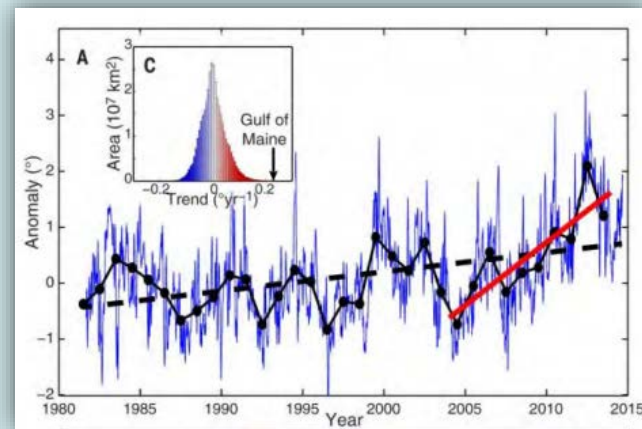 A
C
Area (10⁷ km²)
3
2
1
0
Gulf of
Maine
−0.2
0
0.2
Trend (°yr⁻¹)
Anomaly (°)
4
3
2
1
0
−1
−2
1980
1985
1990
1995
2000
2005
2010
2015
Year